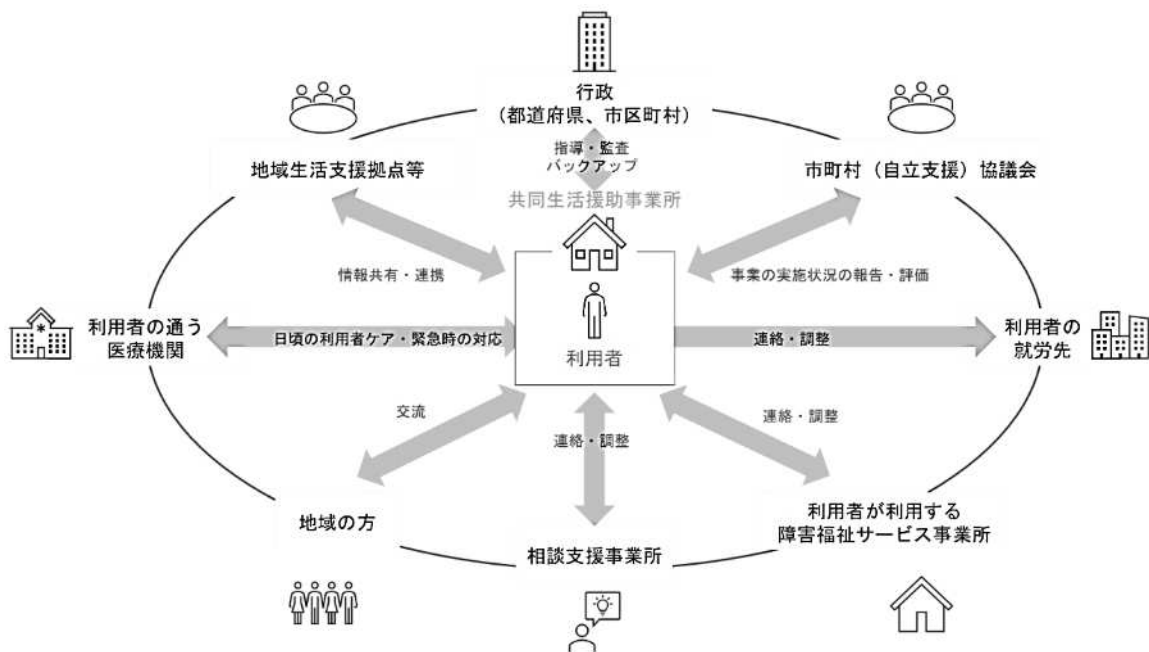 行政
（都道府県、市区町村）
指導・監査
バックアップ
地域生活支援拠点等
市町村（自立支援）協議会
共同生活援助事業所
情報共有・連携
事業の実施状況の報告・評価
利用者の通う
医療機関
日頃の利用者ケア・緊急時の対応
利用者
連絡・調整
利用者の
就労先
交流
連絡・調整
連絡・調整
地域の方
相談支援事業所
利用者が利用する
障害福祉サービス事業所